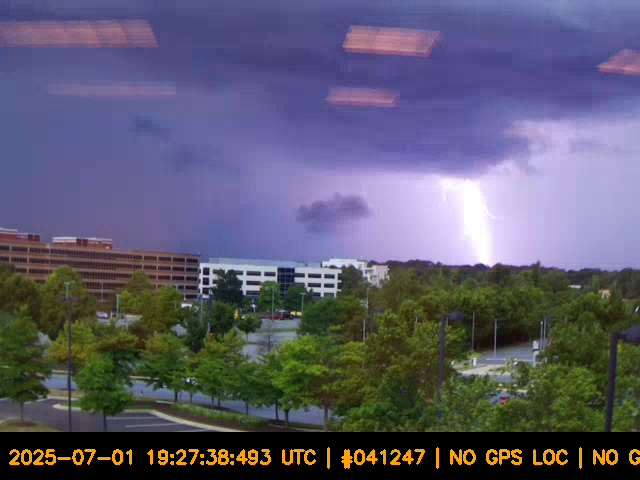 2025-07-01 19:27:38:493 UTC | #041247 | NO GPS LOC | NO